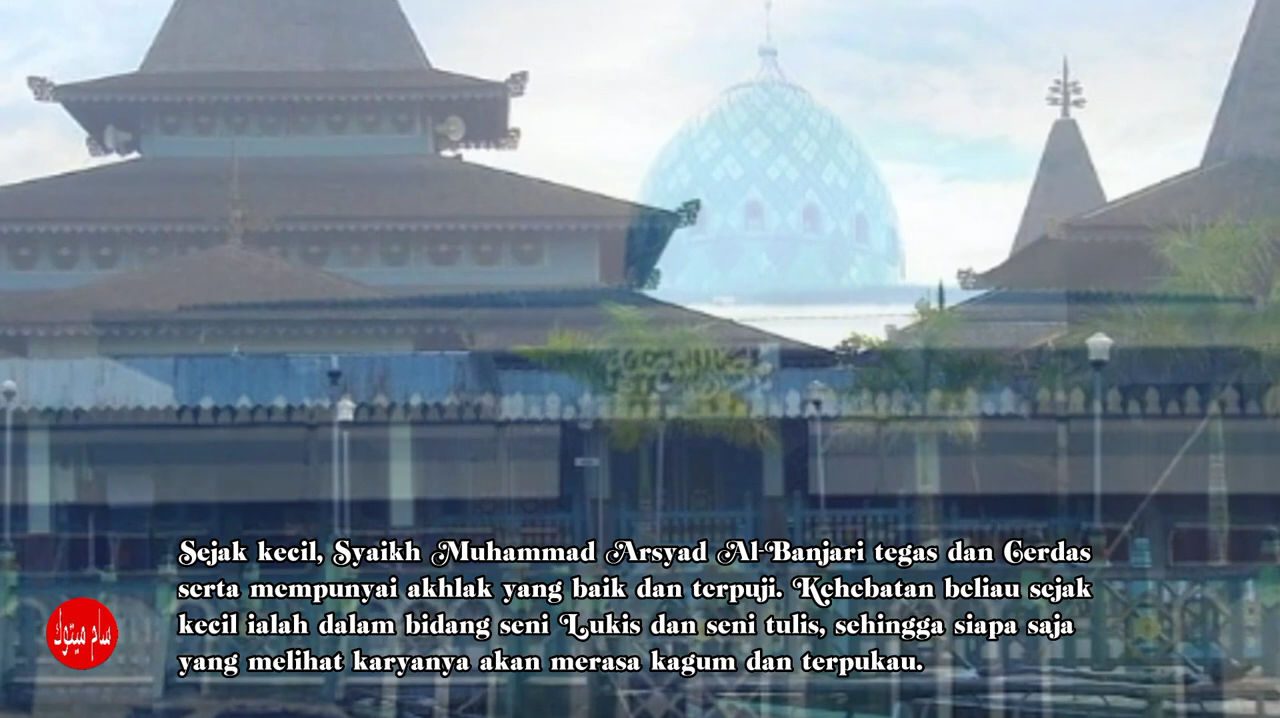 Sejak kecil, Syaikh Muhammad Arsyad Al-Banjari tegas dan Cerdas
serta mempunyai akhlak yang baik dan terpuji. Kehebatan beliau sejak
kecil ialah dalam bidang seni Lukis dan seni tulis, sehingga siapa saja
yang melihat karyanya akan merasa kagum dan terpukau.
سام ميتوك